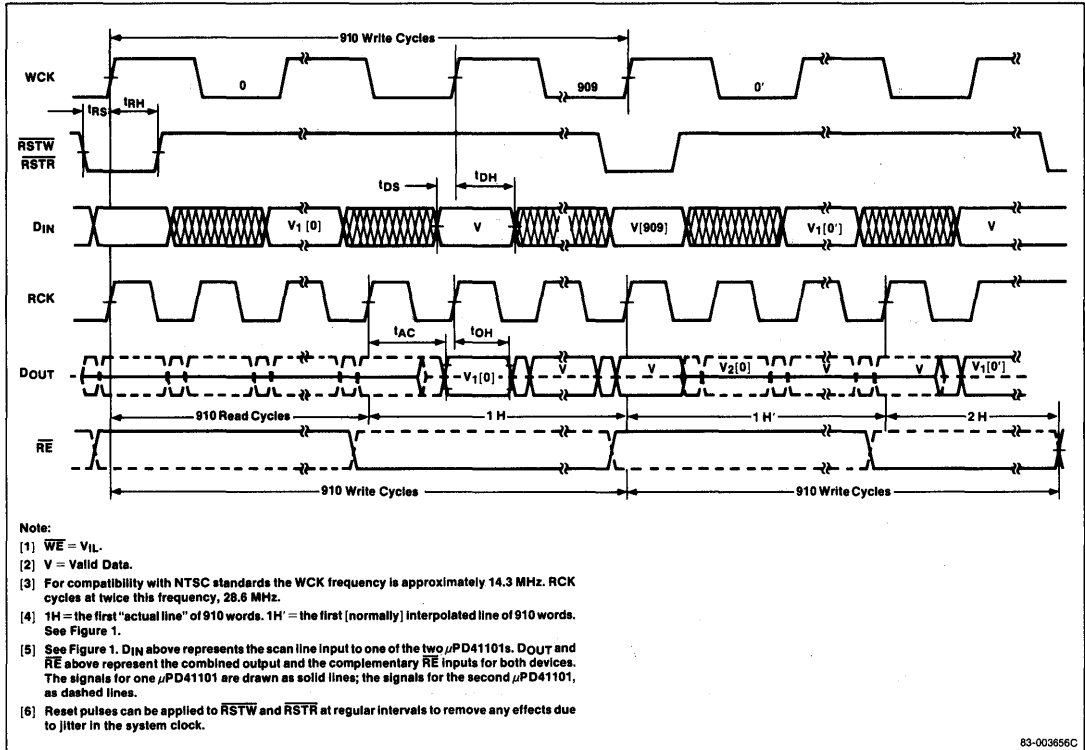 910 Write Cycles
WCK
0
909
0'
tRS
tRH
RSTW
RSTR
tDS
tDH
DIN
V1 [0]
V
V[909]
V1[0']
V
RCK
tAC
tOH
DOUT
V1[0]
V
V
V2[0]
V
V
V1[0']
910 Read Cycles
1 H
1 H'
2 H
RE
910 Write Cycles
910 Write Cycles
Note:
[1] WE = VIL.
[2] V = Valid Data.
[3] For compatibility with NTSC standards the WCK frequency is approximately 14.3 MHz. RCK
cycles at twice this frequency, 28.6 MHz.
[4] 1H = the first "actual line" of 910 words. 1H' = the first [normally] interpolated line of 910 words.
See Figure 1.
[5] See Figure 1. DIN above represents the scan line input to one of the two µPD41101s. DOUT and
RE above represent the combined output and the complementary RE inputs for both devices.
The signals for one µPD41101 are drawn as solid lines; the signals for the second µPD41101,
as dashed lines.
[6] Reset pulses can be applied to RSTW and RSTR at regular intervals to remove any effects due
to jitter in the system clock.
83-003656C